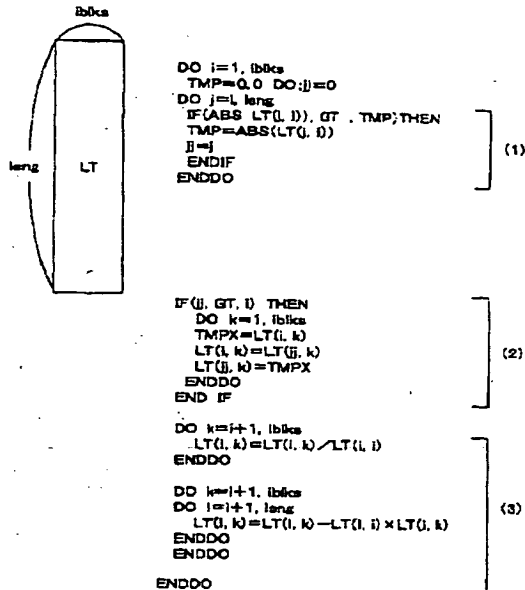 iblks
leng
LT
DO i=1, iblks
TMP=0.0 DO;jj=0
DO j=i, leng
IF(ABS LT(j, i)), GT , TMP;THEN
TMP=ABS(LT(j, i))
jj=j
ENDIF
ENDDO
(1)
IF(jj, GT, i) THEN
DO k=1, iblks
TMPX=LT(i, k)
LT(i, k)=LT(jj, k)
LT(jj, k)=TMPX
ENDDO
END IF
(2)
DO k=i+1, iblks
LT(i, k)=LT(i, k)/LT(i, i)
ENDDO
DO k=i+1, iblks
DO l=i+1, leng
LT(l, k)=LT(l, k)-LT(l, i)×LT(i, k)
ENDDO
ENDDO
(3)
ENDDO